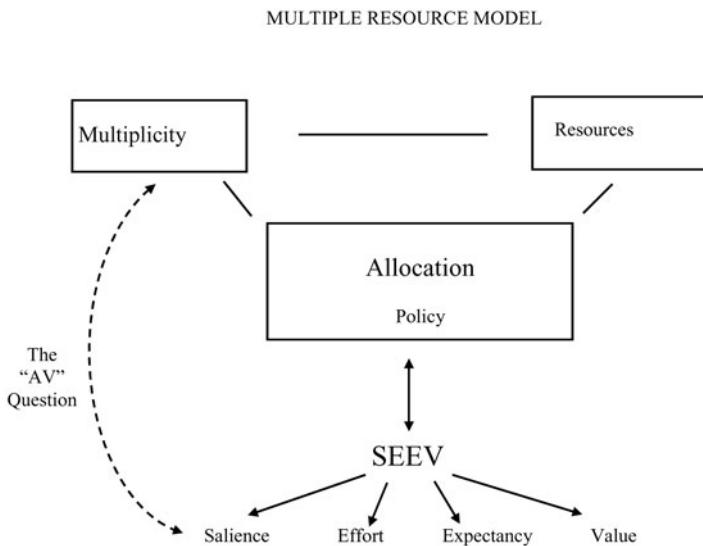 MULTIPLE RESOURCE MODEL
Multiplicity
Resources
Allocation
Policy
The
“AV”
Question
SEEV
Salience
Effort
Expectancy
Value